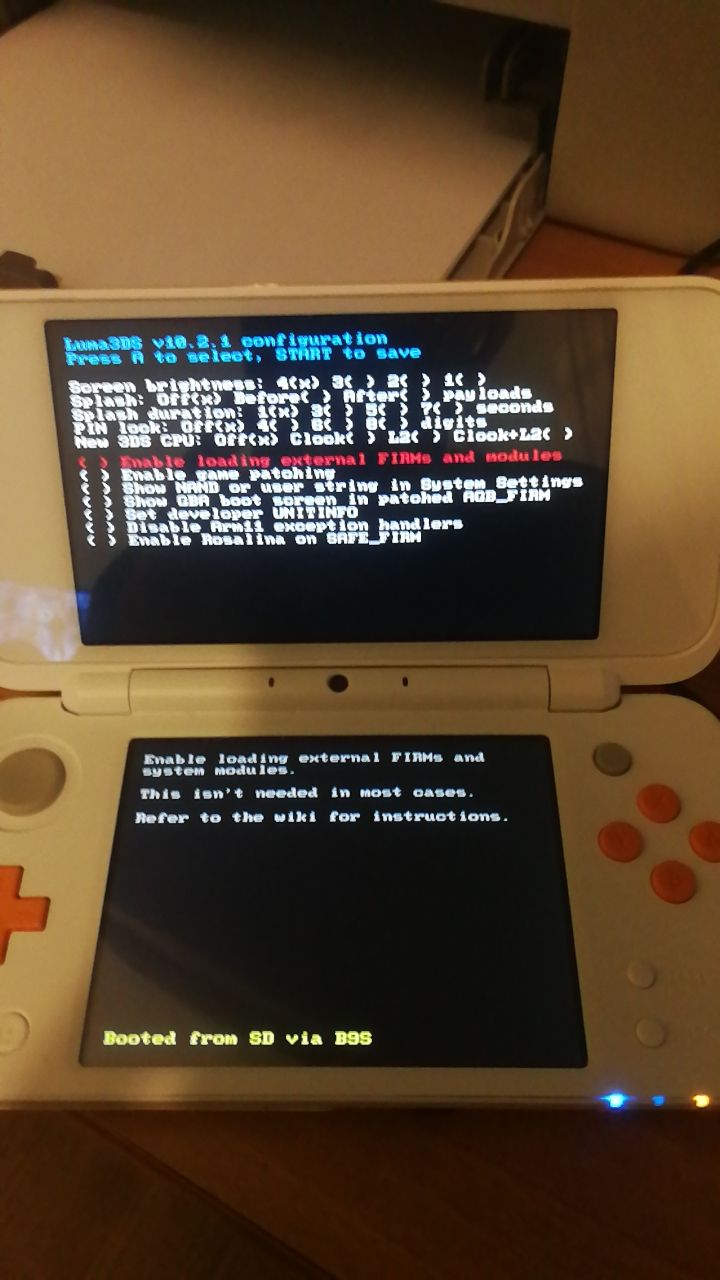 Luma3DS v10.2.1 configuration
Press A to select, START to save
Screen brightness: 4(x) 3( ) 2( ) 1( )
Splash: Off(x) Before( ) After( ) payloads
Splash duration: 1(x) 3( ) 5( ) 7( ) seconds
PIN lock: Off(x) 4( ) 6( ) 8( ) digits
New 3DS CPU: Off(x) Clock( ) L2( ) Clock+L2( )
( ) Enable loading external FIRMs and modules
( ) Enable game patching
( ) Show NAND or user string in System Settings
( ) Show GBA boot screen in patched AGB_FIRM
( ) Set developer UNITINFO
( ) Disable Arm11 exception handlers
( ) Enable Rosalina on SAFE_FIRM
Enable loading external FIRMs and
system modules.
This isn't needed in most cases.
Refer to the wiki for instructions.
Booted from SD via B9S